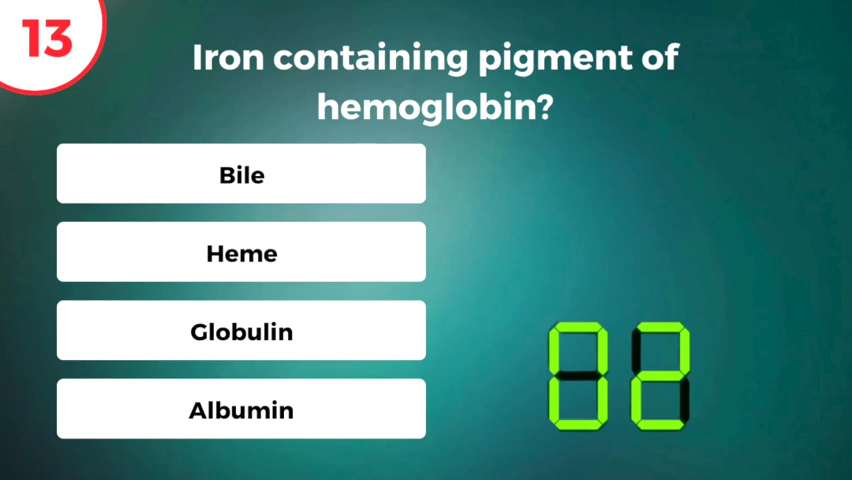 13
Iron containing pigment of
hemoglobin?
Bile
Heme
Globulin
Albumin
02